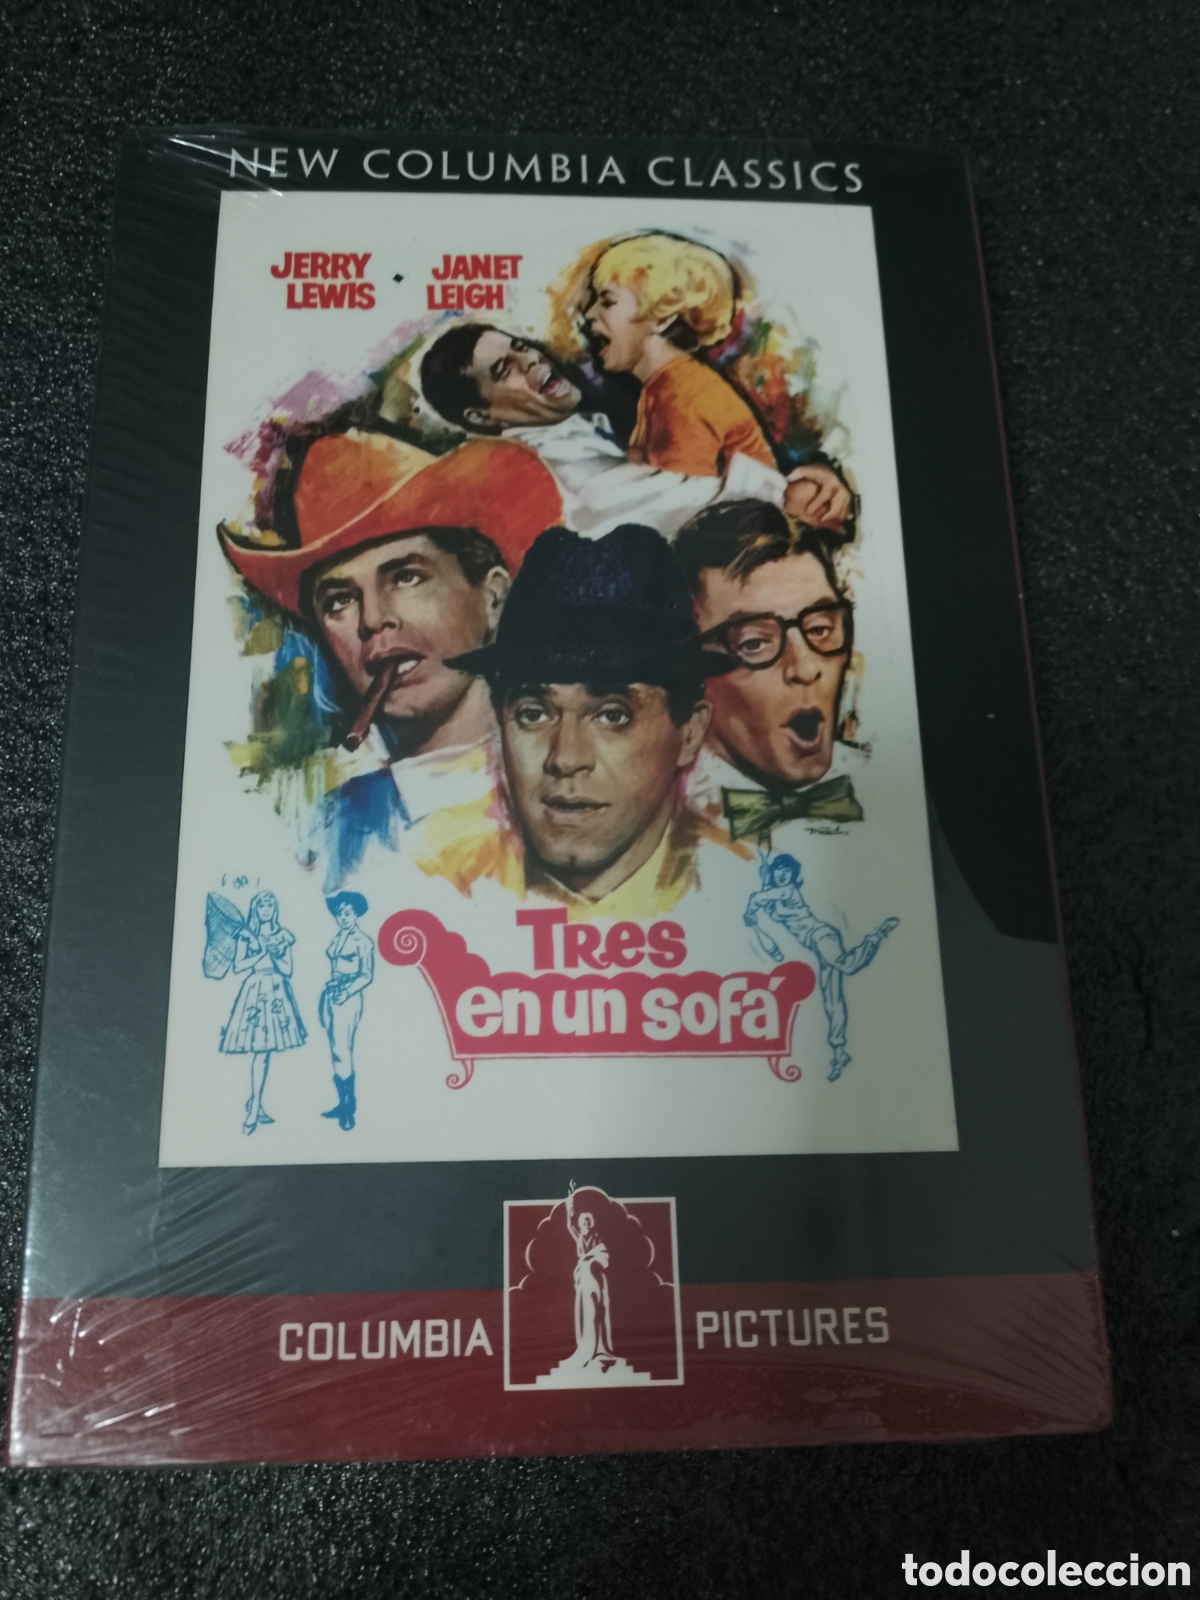 NEW COLUMBIA CLASSICS
JERRY LEWIS • JANET LEIGH
TRes
en un sofá
COLUMBIA PICTURES
todocoleccion